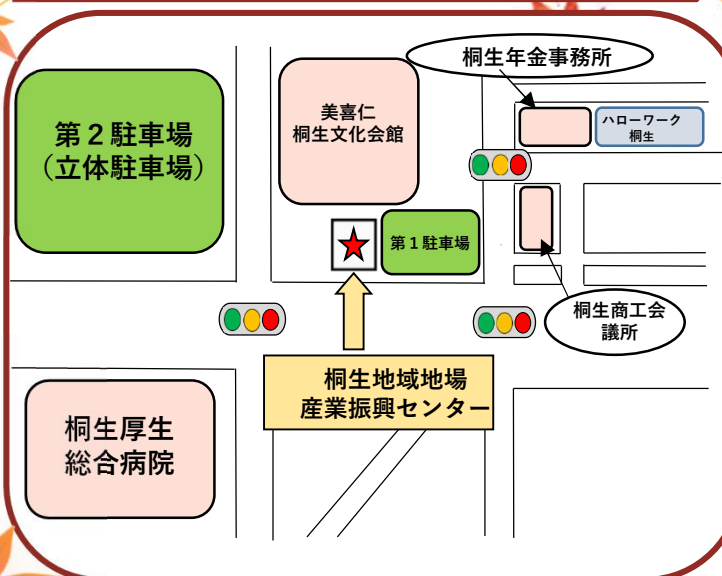 桐生年金事務所
第２駐車場
（立体駐車場）
美喜仁
桐生文化会館
ハローワーク
桐生
第１駐車場
桐生商工会
議所
桐生地域地場
産業振興センター
桐生厚生
総合病院